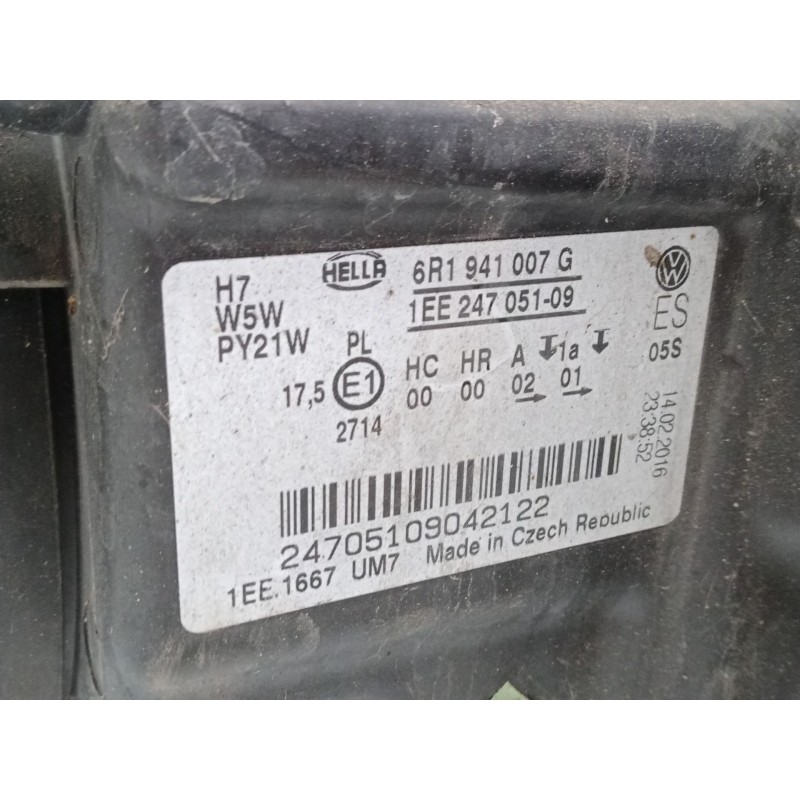 H7
W5W
PY21W
HELLA
6R1 941 007 G
1EE 247 051-09
VW
ES
05S
17,5
PL
E1
2714
HC HR A 1a
00 00 02 01
14.02.2016
23:38:52
24705109042122
1EE.1667 UM7 Made in Czech Republic